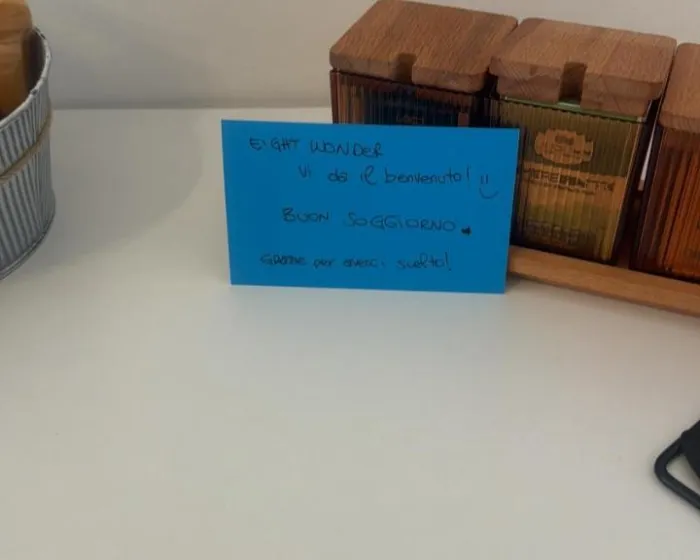 EIGHT WONDER
Vi da il benvenuto! :)
BUON SOGGIORNO.
GRAZIE per averci scelto!